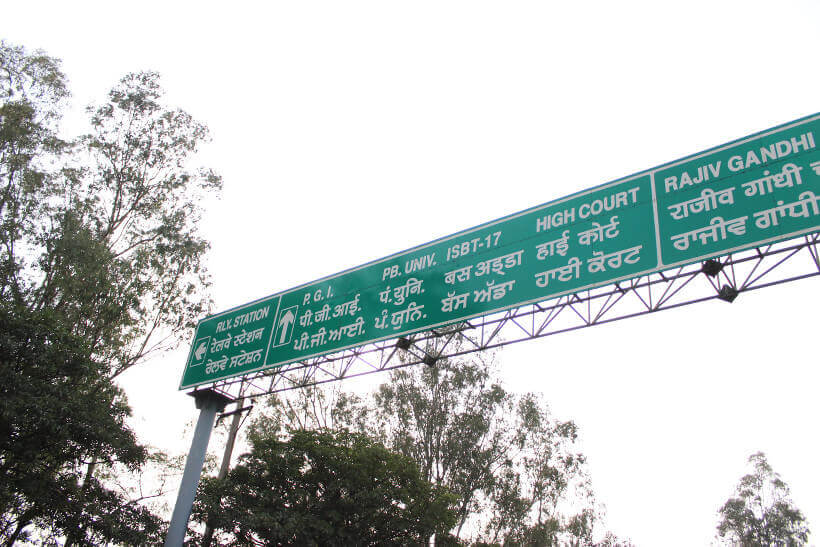 RLY. STATION
रेलवे स्टेशन
ਰੇਲਵੇ ਸਟੇਸ਼ਨ
P. G. I. PB. UNIV. ISBT-17 HIGH COURT
पी.जी.आई. पं.युनि. बस अड्डा हाई कोर्ट
ਪੀ.ਜੀ.ਆਈ. ਪੰ.ਯੁਨਿ. ਬੱਸ ਅੱਡਾ ਹਾਈ ਕੋਰਟ
RAJIV GANDHI
राजीव गांधी
ਰਾਜੀਵ ਗਾਂਧੀ